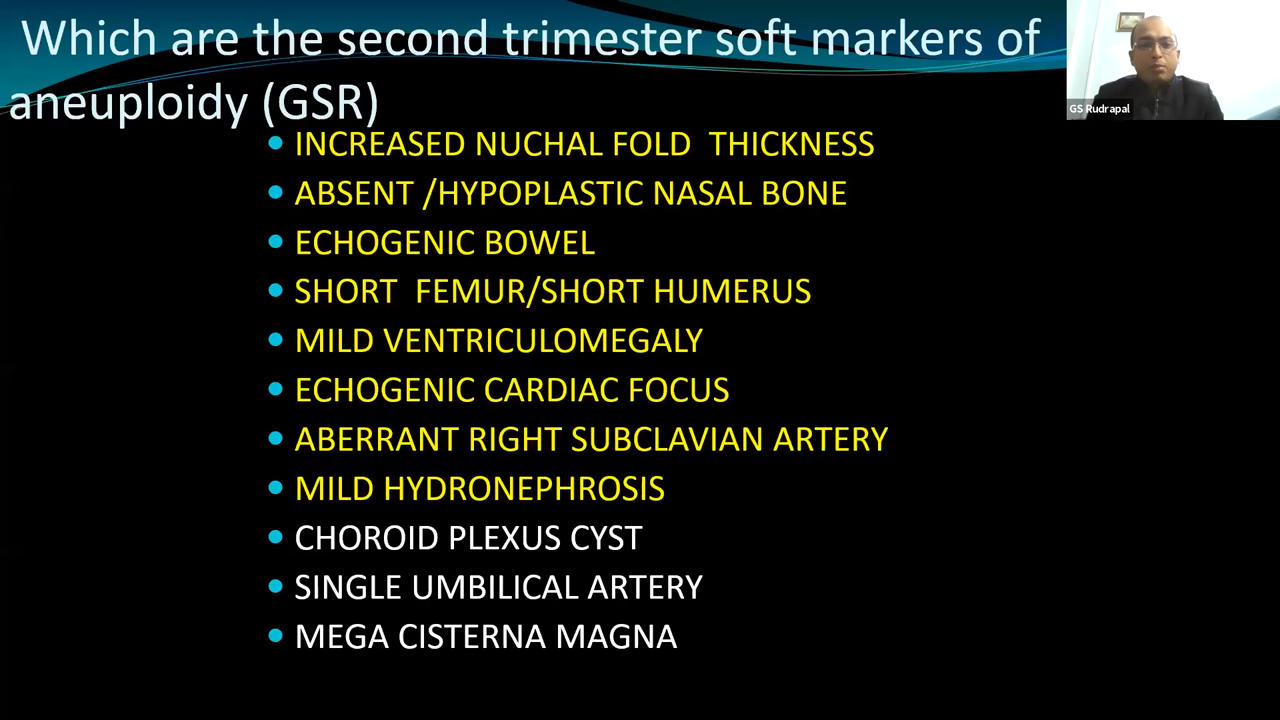 Which are the second trimester soft markers of
aneuploidy (GSR)
GS Rudrapal
• INCREASED NUCHAL FOLD THICKNESS
• ABSENT /HYPOPLASTIC NASAL BONE
• ECHOGENIC BOWEL
• SHORT FEMUR/SHORT HUMERUS
• MILD VENTRICULOMEGALY
• ECHOGENIC CARDIAC FOCUS
• ABERRANT RIGHT SUBCLAVIAN ARTERY
• MILD HYDRONEPHROSIS
• CHOROID PLEXUS CYST
• SINGLE UMBILICAL ARTERY
• MEGA CISTERNA MAGNA